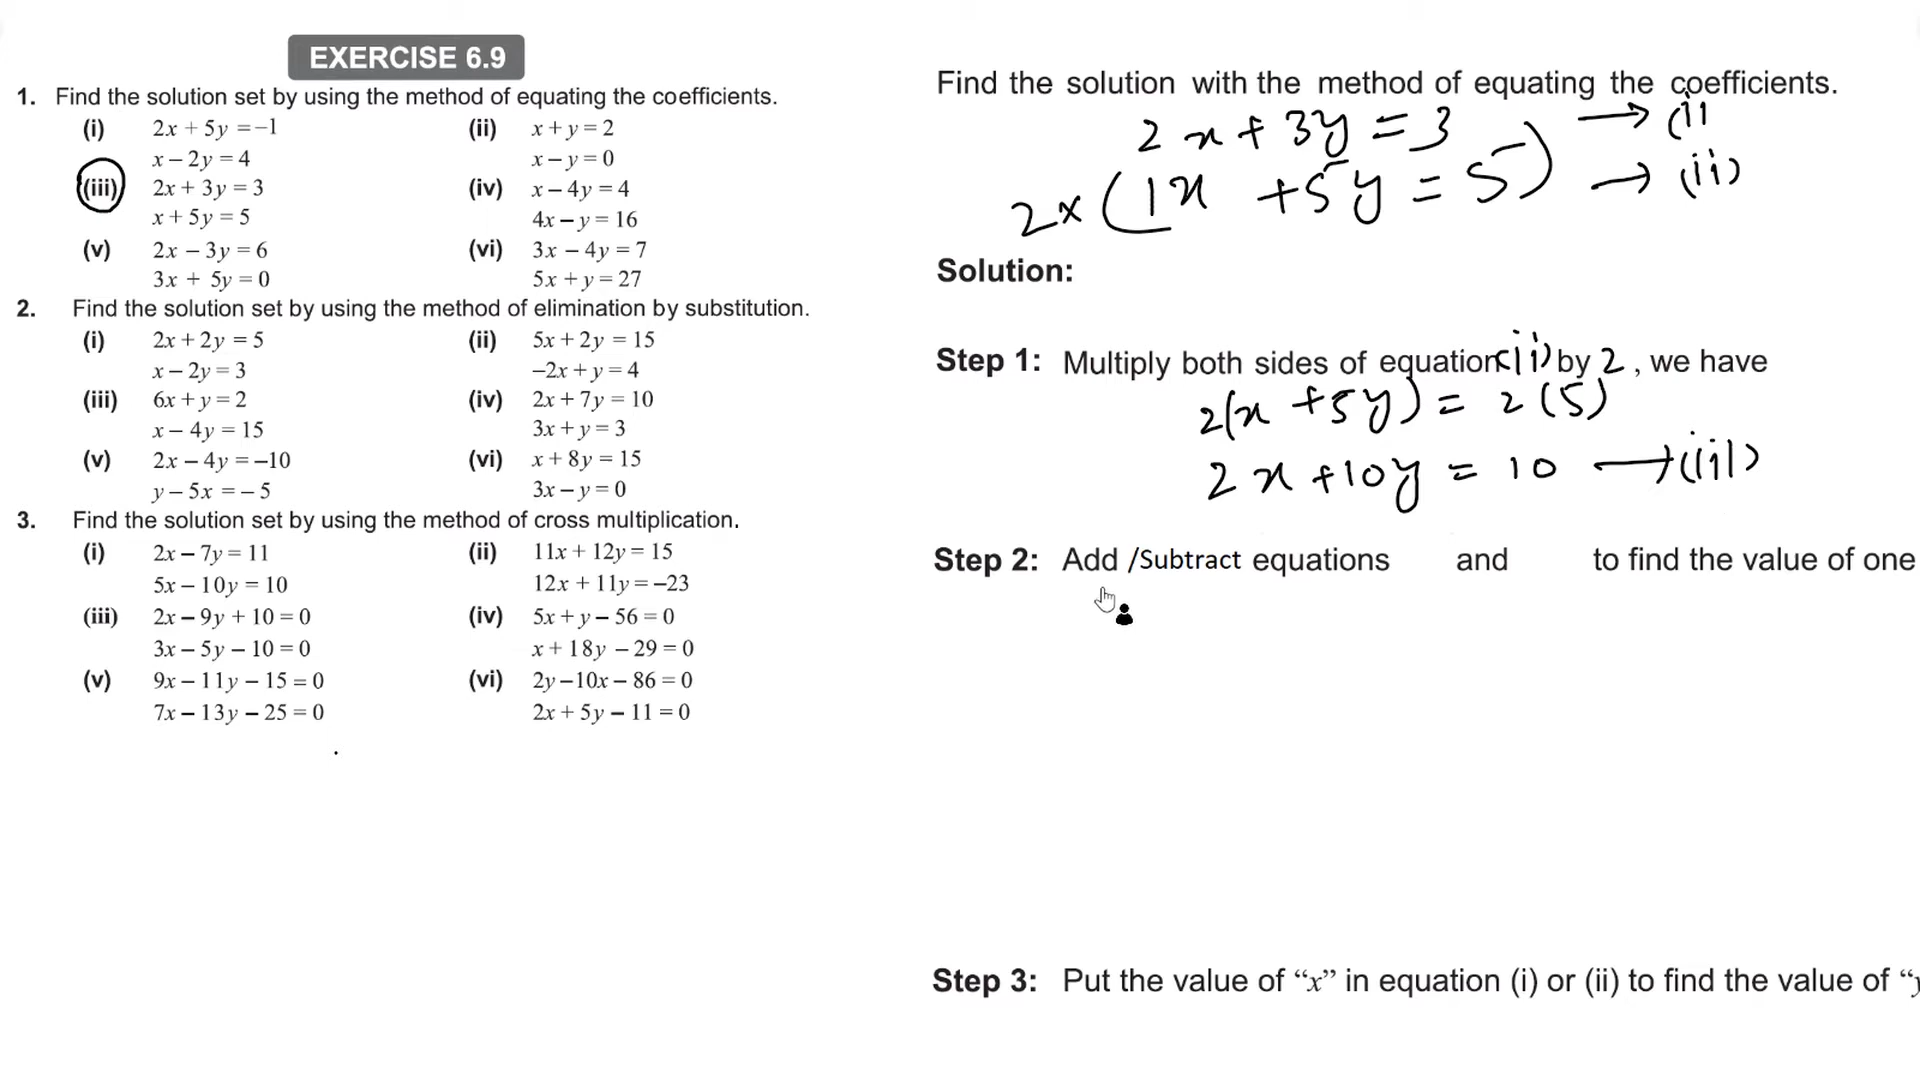 EXERCISE 6.9
1. Find the solution set by using the method of equating the coefficients.
(i) 2x + 5y = –1 (ii) x + y = 2
x – 2y = 4 x – y = 0
(iii) 2x + 3y = 3 (iv) x – 4y = 4
x + 5y = 5 4x – y = 16
(v) 2x – 3y = 6 (vi) 3x – 4y = 7
3x + 5y = 0 5x + y = 27
2. Find the solution set by using the method of elimination by substitution.
(i) 2x + 2y = 5 (ii) 5x + 2y = 15
x – 2y = 3 –2x + y = 4
(iii) 6x + y = 2 (iv) 2x + 7y = 10
x – 4y = 15 3x + y = 3
(v) 2x – 4y = –10 (vi) x + 8y = 15
y – 5x = – 5 3x – y = 0
3. Find the solution set by using the method of cross multiplication.
(i) 2x – 7y = 11 (ii) 11x + 12y = 15
5x – 10y = 10 12x + 11y = –23
(iii) 2x – 9y + 10 = 0 (iv) 5x + y – 56 = 0
3x – 5y – 10 = 0 x + 18y – 29 = 0
(v) 9x – 11y – 15 = 0 (vi) 2y –10x – 86 = 0
7x – 13y – 25 = 0 2x + 5y – 11 = 0
Find the solution with the method of equating the coefficients.
2x + 3y = 3 → (i
2× (1x + 5y = 5) → (ii)
Solution:
Step 1: Multiply both sides of equation (ii) by 2, we have
2(x + 5y) = 2(5)
2x + 10y = 10 → (iii)
Step 2: Add /Subtract equations and to find the value of one
Step 3: Put the value of “x” in equation (i) or (ii) to find the value of “y